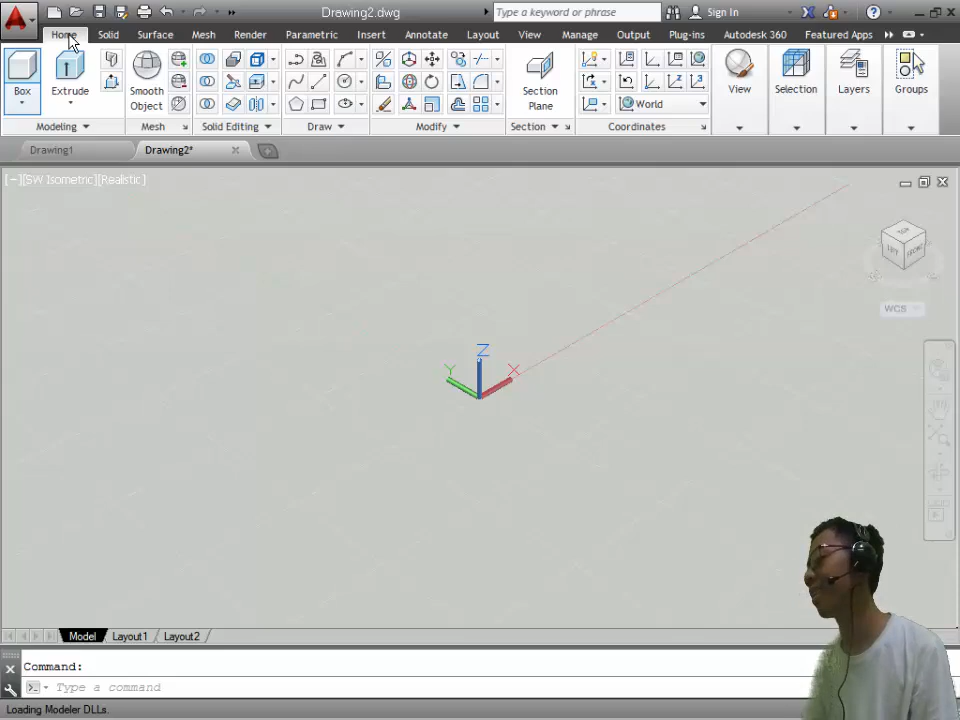 Drawing2.dwg
Type a keyword or phrase
Sign In
Home Solid Surface Mesh Render Parametric Insert Annotate Layout View Manage Output Plug-ins Autodesk 360 Featured Apps
Box
Extrude
Smooth
Object
Section
Plane
World
View
Selection
Layers
Groups
Modeling Mesh Solid Editing Draw Modify Section Coordinates
Drawing1
Drawing2*
[−][SW Isometric][Realistic]
TOP
LEFT FRONT
WCS
Z
Y X
Model Layout1 Layout2
Command:
Type a command
Loading Modeler DLLs.